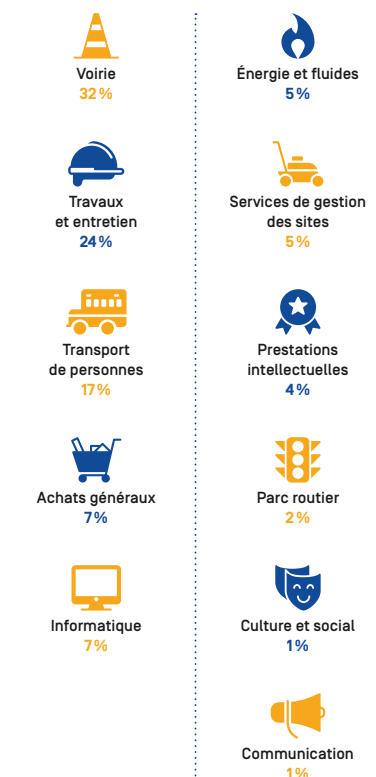 Voirie
32 %
Travaux
et entretien
24 %
Transport
de personnes
17 %
Achats généraux
7 %
Informatique
7 %
Énergie et fluides
5 %
Services de gestion
des sites
5 %
Prestations
intellectuelles
4 %
Parc routier
2 %
Culture et social
1 %
Communication
1 %